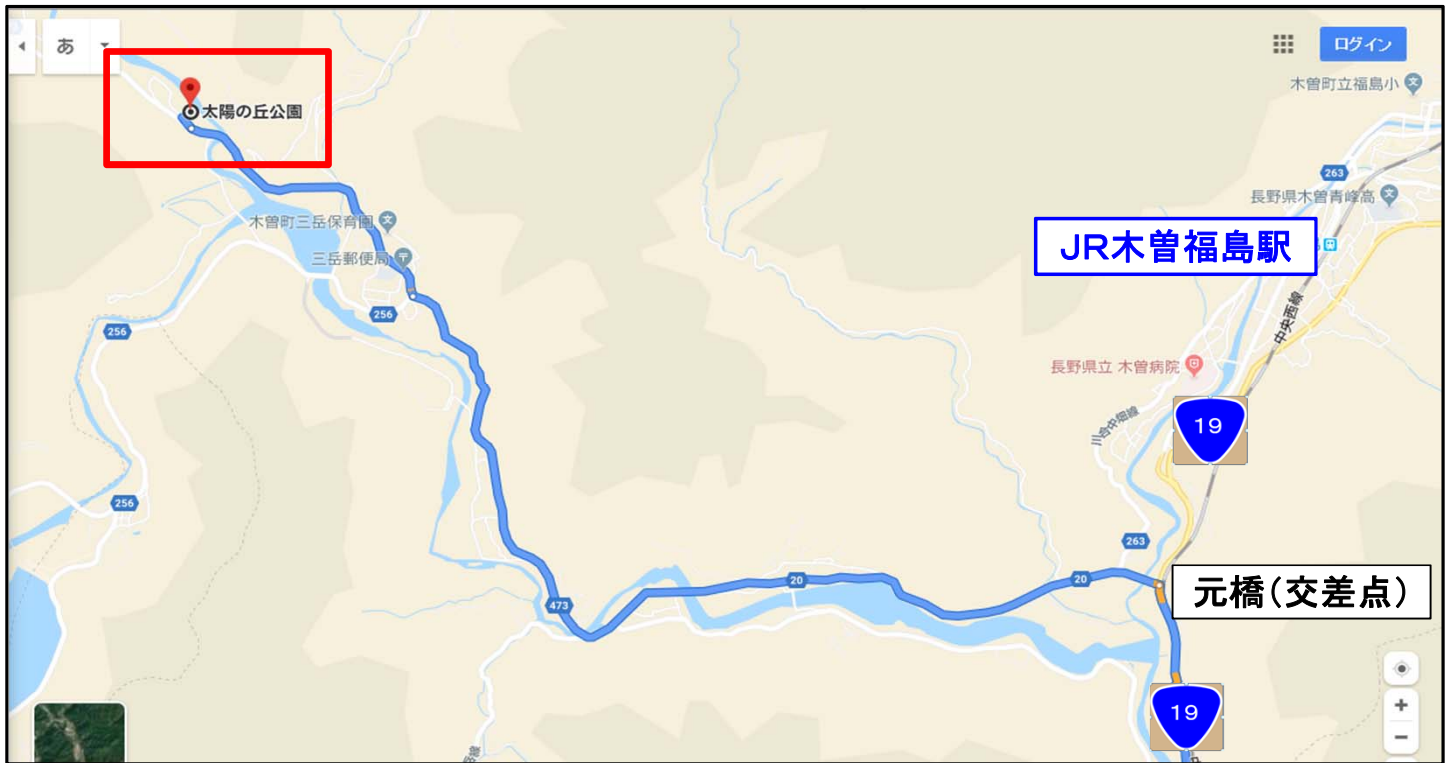 あ
ログイン
木曽町立福島小
太陽の丘公園
263
長野県木曽青峰高
木曽町三岳保育園
JR木曽福島駅
三岳郵便局
256
256
中央西線
長野県立 木曽病院
19
川合中畑線
256
263
20
20
元橋(交差点)
473
19